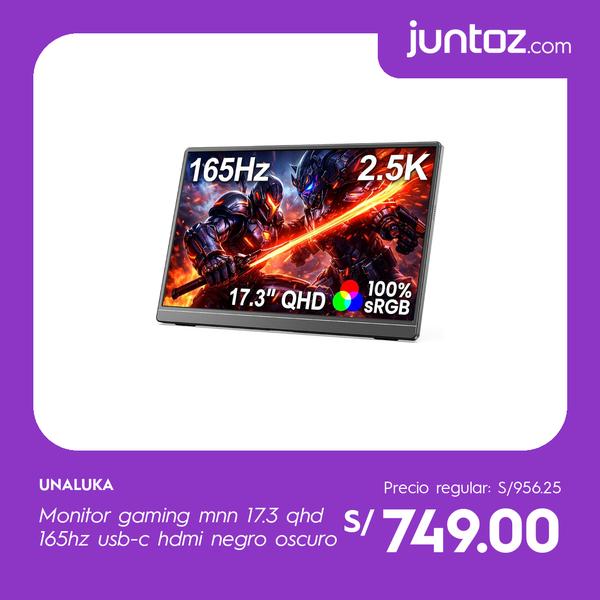 juntoz.com
165Hz 2.5K
17.3" QHD 100%
sRGB
UNALUKA
Monitor gaming mnn 17.3 qhd
165hz usb-c hdmi negro oscuro
Precio regular: S/956.25
S/749.00